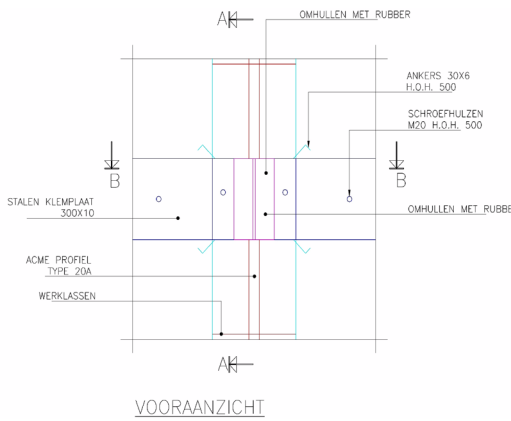 A
OMHULLEN MET RUBBER
ANKERS 30X6
H.O.H. 500
SCHROEFHULZEN
M20 H.O.H. 500
B
B
STALEN KLEMPLAAT
300X10
OMHULLEN MET RUBBE
ACME PROFIEL
TYPE 20A
WERKLASSEN
A
VOORAANZICHT